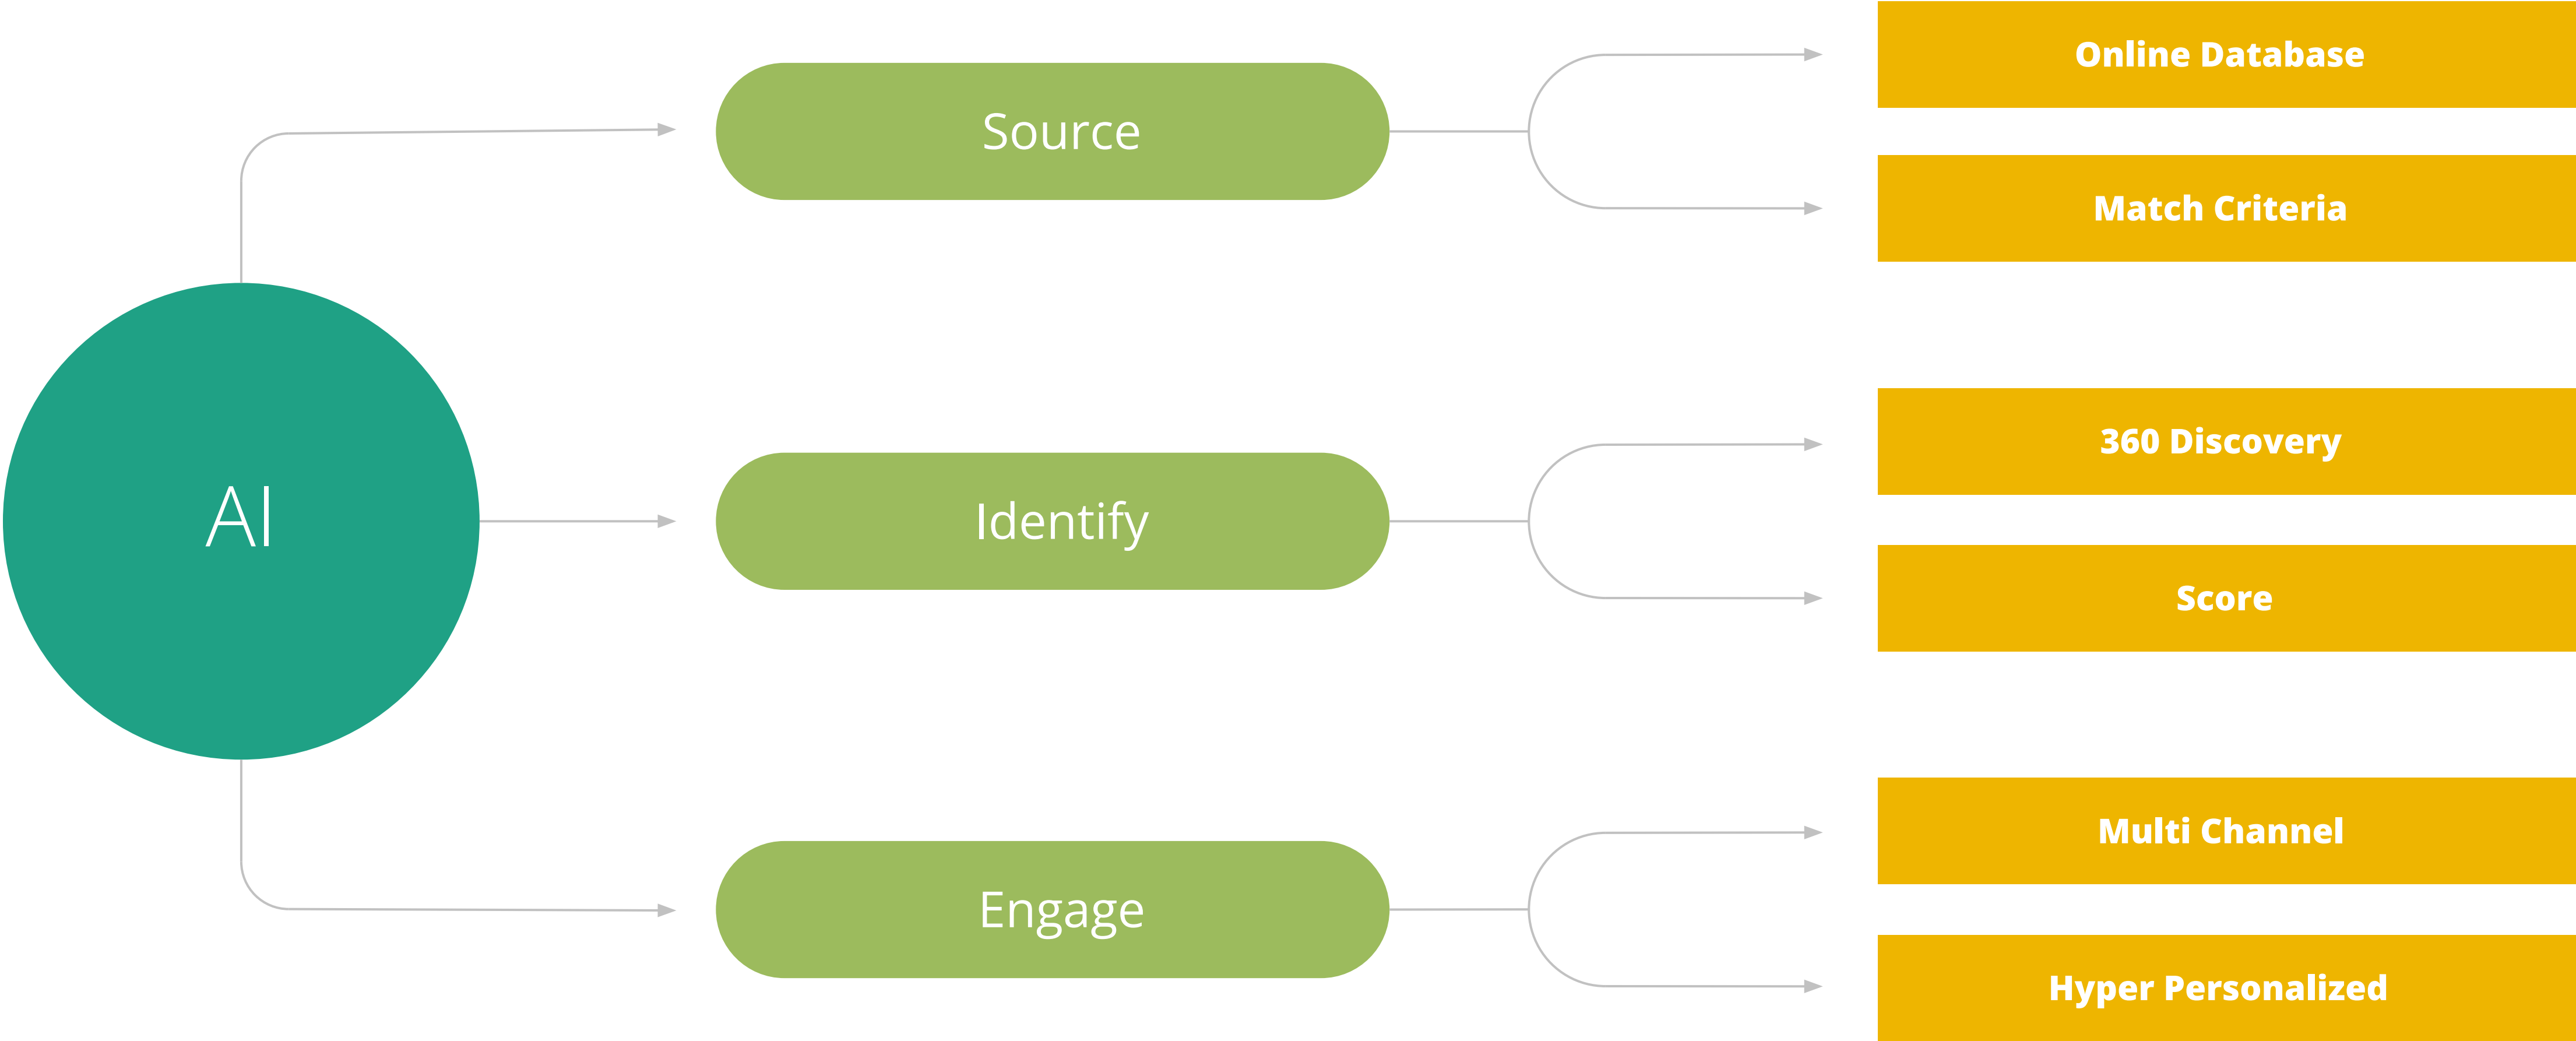 AI
Source
Online Database
Match Criteria
Identify
360 Discovery
Score
Engage
Multi Channel
Hyper Personalized